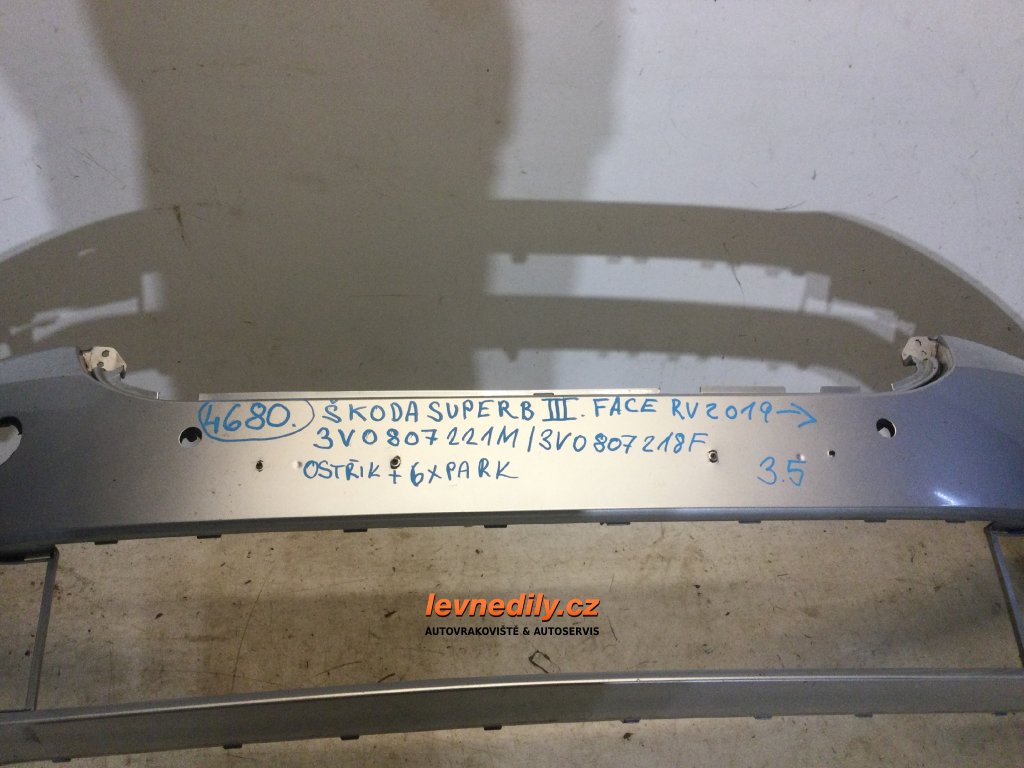 4680. ŠKODA SUPERB III. FACE RV2019→
3V0807221M/3V0807218F
OSTŘIK + 6XPARK 3.5
levnedily.cz
AUTOVRAKOVIŠTĚ & AUTOSERVIS